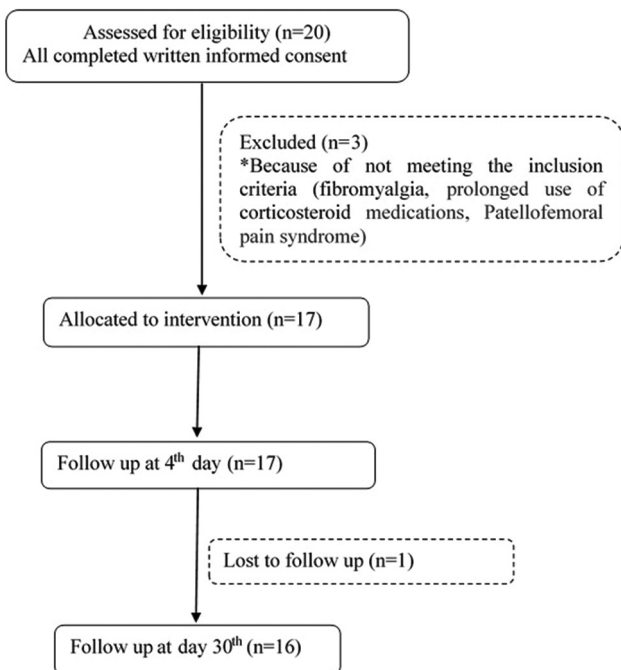 Assessed for eligibility (n=20)
All completed written informed consent
Excluded (n=3)
*Because of not meeting the inclusion
criteria (fibromyalgia, prolonged use of
corticosteroid medications, Patellofemoral
pain syndrome)
Allocated to intervention (n=17)
Follow up at 4th day (n=17)
Lost to follow up (n=1)
Follow up at day 30th (n=16)